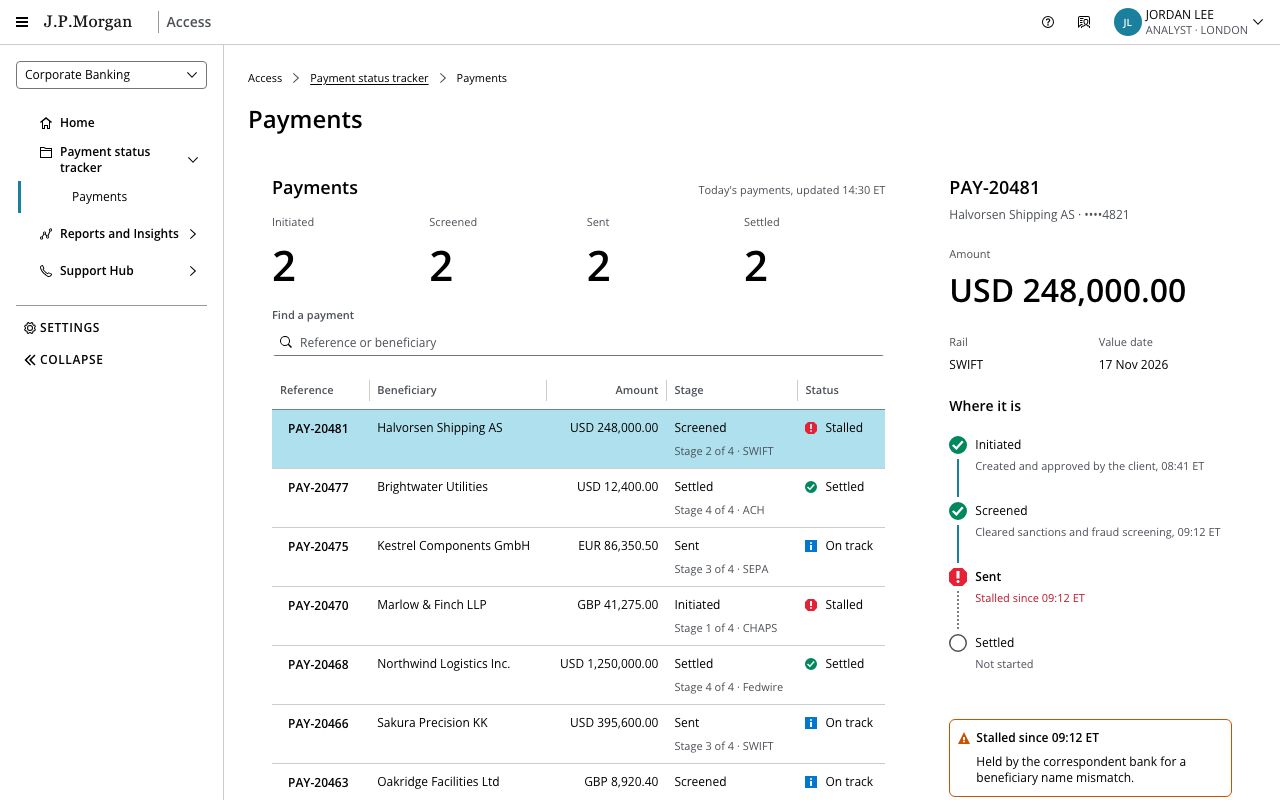 J.P.Morgan Access
JL JORDAN LEE
ANALYST · LONDON
Corporate Banking
Home
Payment status
tracker
Payments
Reports and Insights
Support Hub
SETTINGS
COLLAPSE
Access Payment status tracker Payments
Payments
Payments Today's payments, updated 14:30 ET
Initiated Screened Sent Settled
2 2 2 2
Find a payment
Reference or beneficiary
Reference Beneficiary Amount Stage Status
PAY-20481 Halvorsen Shipping AS USD 248,000.00 Screened Stalled
Stage 2 of 4 · SWIFT
PAY-20477 Brightwater Utilities USD 12,400.00 Settled Settled
Stage 4 of 4 · ACH
PAY-20475 Kestrel Components GmbH EUR 86,350.50 Sent On track
Stage 3 of 4 · SEPA
PAY-20470 Marlow & Finch LLP GBP 41,275.00 Initiated Stalled
Stage 1 of 4 · CHAPS
PAY-20468 Northwind Logistics Inc. USD 1,250,000.00 Settled Settled
Stage 4 of 4 · Fedwire
PAY-20466 Sakura Precision KK USD 395,600.00 Sent On track
Stage 3 of 4 · SWIFT
PAY-20463 Oakridge Facilities Ltd GBP 8,920.40 Screened On track
PAY-20481
Halvorsen Shipping AS · ••••4821
Amount
USD 248,000.00
Rail Value date
SWIFT 17 Nov 2026
Where it is
Initiated
Created and approved by the client, 08:41 ET
Screened
Cleared sanctions and fraud screening, 09:12 ET
Sent
Stalled since 09:12 ET
Settled
Not started
Stalled since 09:12 ET
Held by the correspondent bank for a
beneficiary name mismatch.